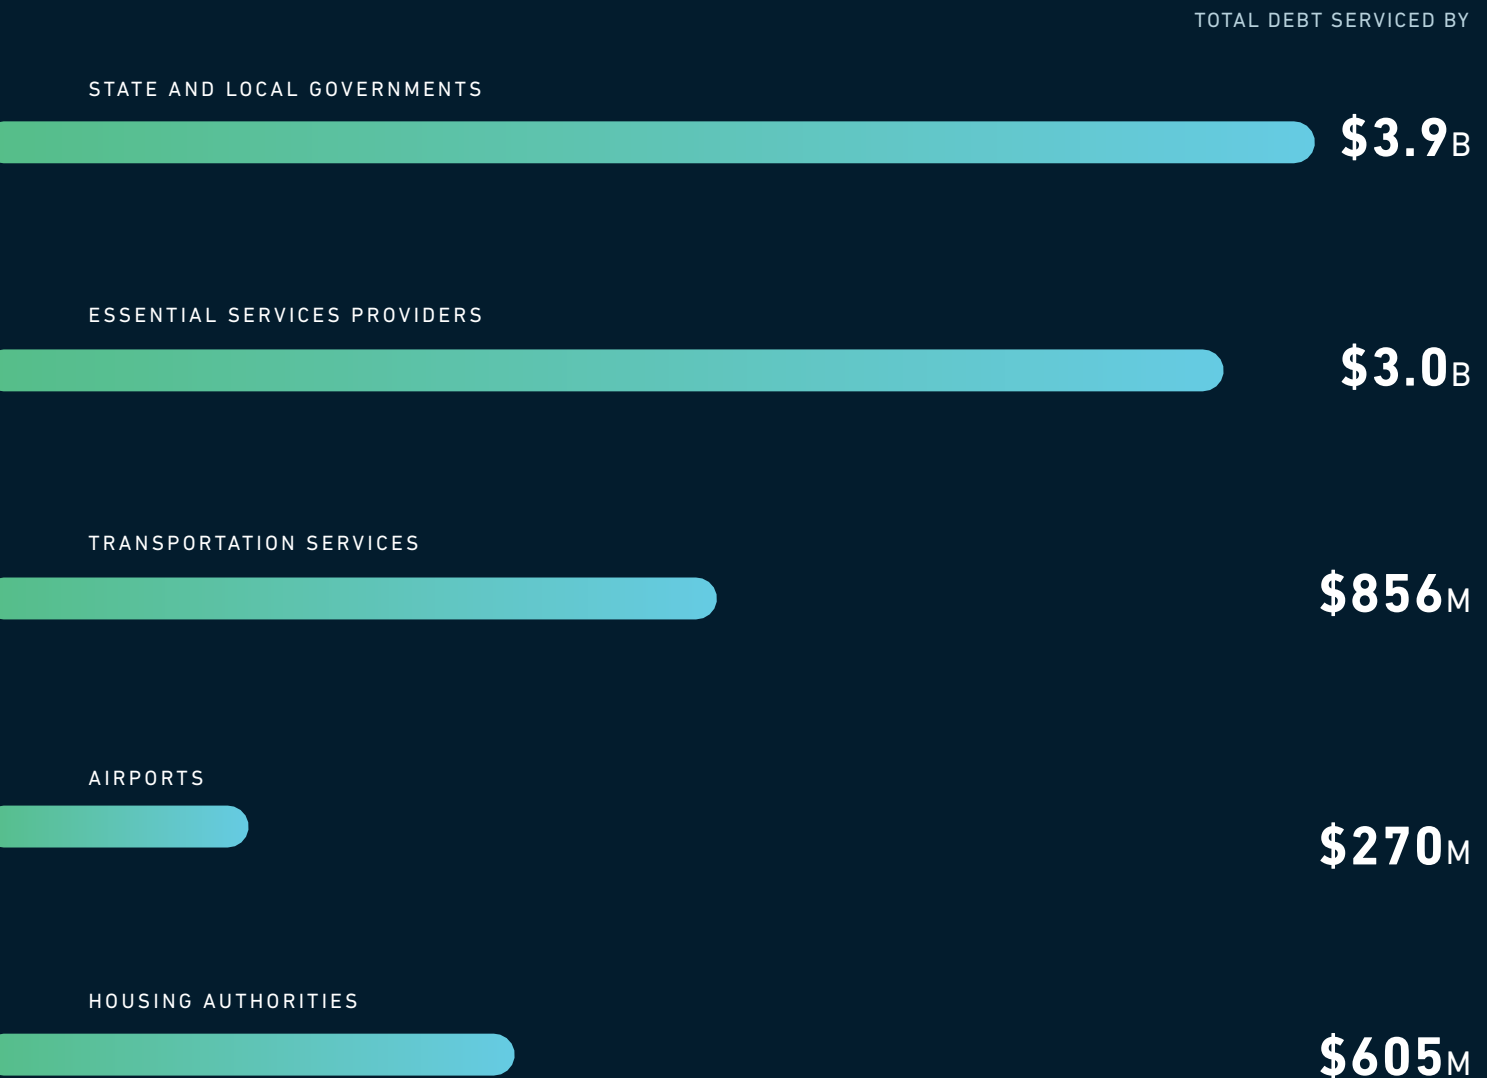 TOTAL DEBT SERVICED BY
STATE AND LOCAL GOVERNMENTS
$3.9B
ESSENTIAL SERVICES PROVIDERS
$3.0B
TRANSPORTATION SERVICES
$856M
AIRPORTS
$270M
HOUSING AUTHORITIES
$605M